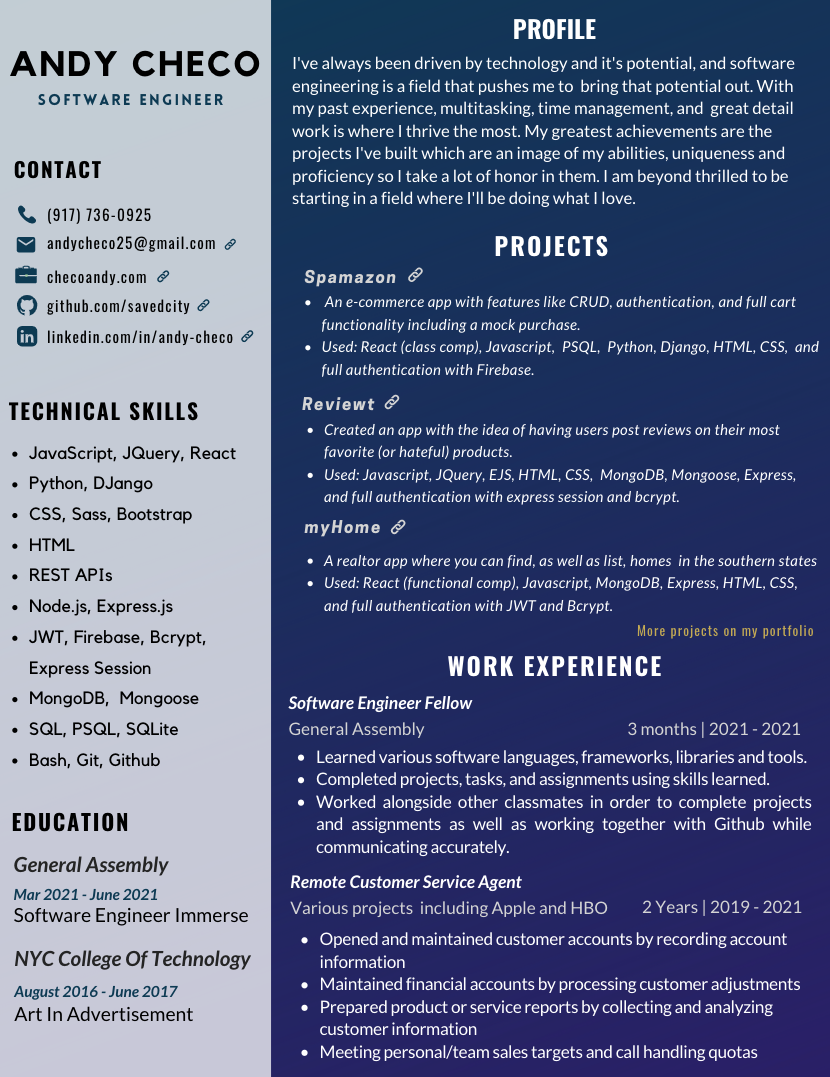 ANDY CHECO
SOFTWARE ENGINEER
CONTACT
(917) 736-0925
andycheco25@gmail.com
checoandy.com
github.com/savedcity
linkedin.com/in/andy-checo
TECHNICAL SKILLS
• JavaScript, JQuery, React
• Python, DJango
• CSS, Sass, Bootstrap
• HTML
• REST APIs
• Node.js, Express.js
• JWT, Firebase, Bcrypt,
Express Session
• MongoDB, Mongoose
• SQL, PSQL, SQLite
• Bash, Git, Github
EDUCATION
General Assembly
Mar 2021 - June 2021
Software Engineer Immerse
NYC College Of Technology
August 2016 - June 2017
Art In Advertisement
PROFILE
I've always been driven by technology and it's potential, and software
engineering is a field that pushes me to bring that potential out. With
my past experience, multitasking, time management, and great detail
work is where I thrive the most. My greatest achievements are the
projects I've built which are an image of my abilities, uniqueness and
proficiency so I take a lot of honor in them. I am beyond thrilled to be
starting in a field where I'll be doing what I love.
PROJECTS
Spamazon
• An e-commerce app with features like CRUD, authentication, and full cart
functionality including a mock purchase.
• Used: React (class comp), Javascript, PSQL, Python, Django, HTML, CSS, and
full authentication with Firebase.
Reviewt
• Created an app with the idea of having users post reviews on their most
favorite (or hateful) products.
• Used: Javascript, JQuery, EJS, HTML, CSS, MongoDB, Mongoose, Express,
and full authentication with express session and bcrypt.
myHome
• A realtor app where you can find, as well as list, homes in the southern states
• Used: React (functional comp), Javascript, MongoDB, Express, HTML, CSS,
and full authentication with JWT and Bcrypt.
More projects on my portfolio
WORK EXPERIENCE
Software Engineer Fellow
General Assembly 3 months | 2021 - 2021
• Learned various software languages, frameworks, libraries and tools.
• Completed projects, tasks, and assignments using skills learned.
• Worked alongside other classmates in order to complete projects
and assignments as well as working together with Github while
communicating accurately.
Remote Customer Service Agent
Various projects including Apple and HBO 2 Years | 2019 - 2021
• Opened and maintained customer accounts by recording account
information
• Maintained financial accounts by processing customer adjustments
• Prepared product or service reports by collecting and analyzing
customer information
• Meeting personal/team sales targets and call handling quotas